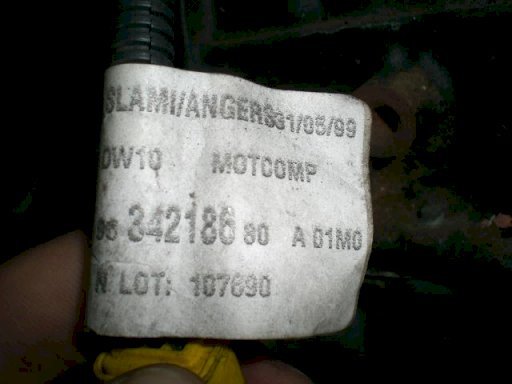 SLAMI/ANGERS31/05/99
DW10 MOTCOMP
96 342186 80 A 01M0
N° LOT: 107690